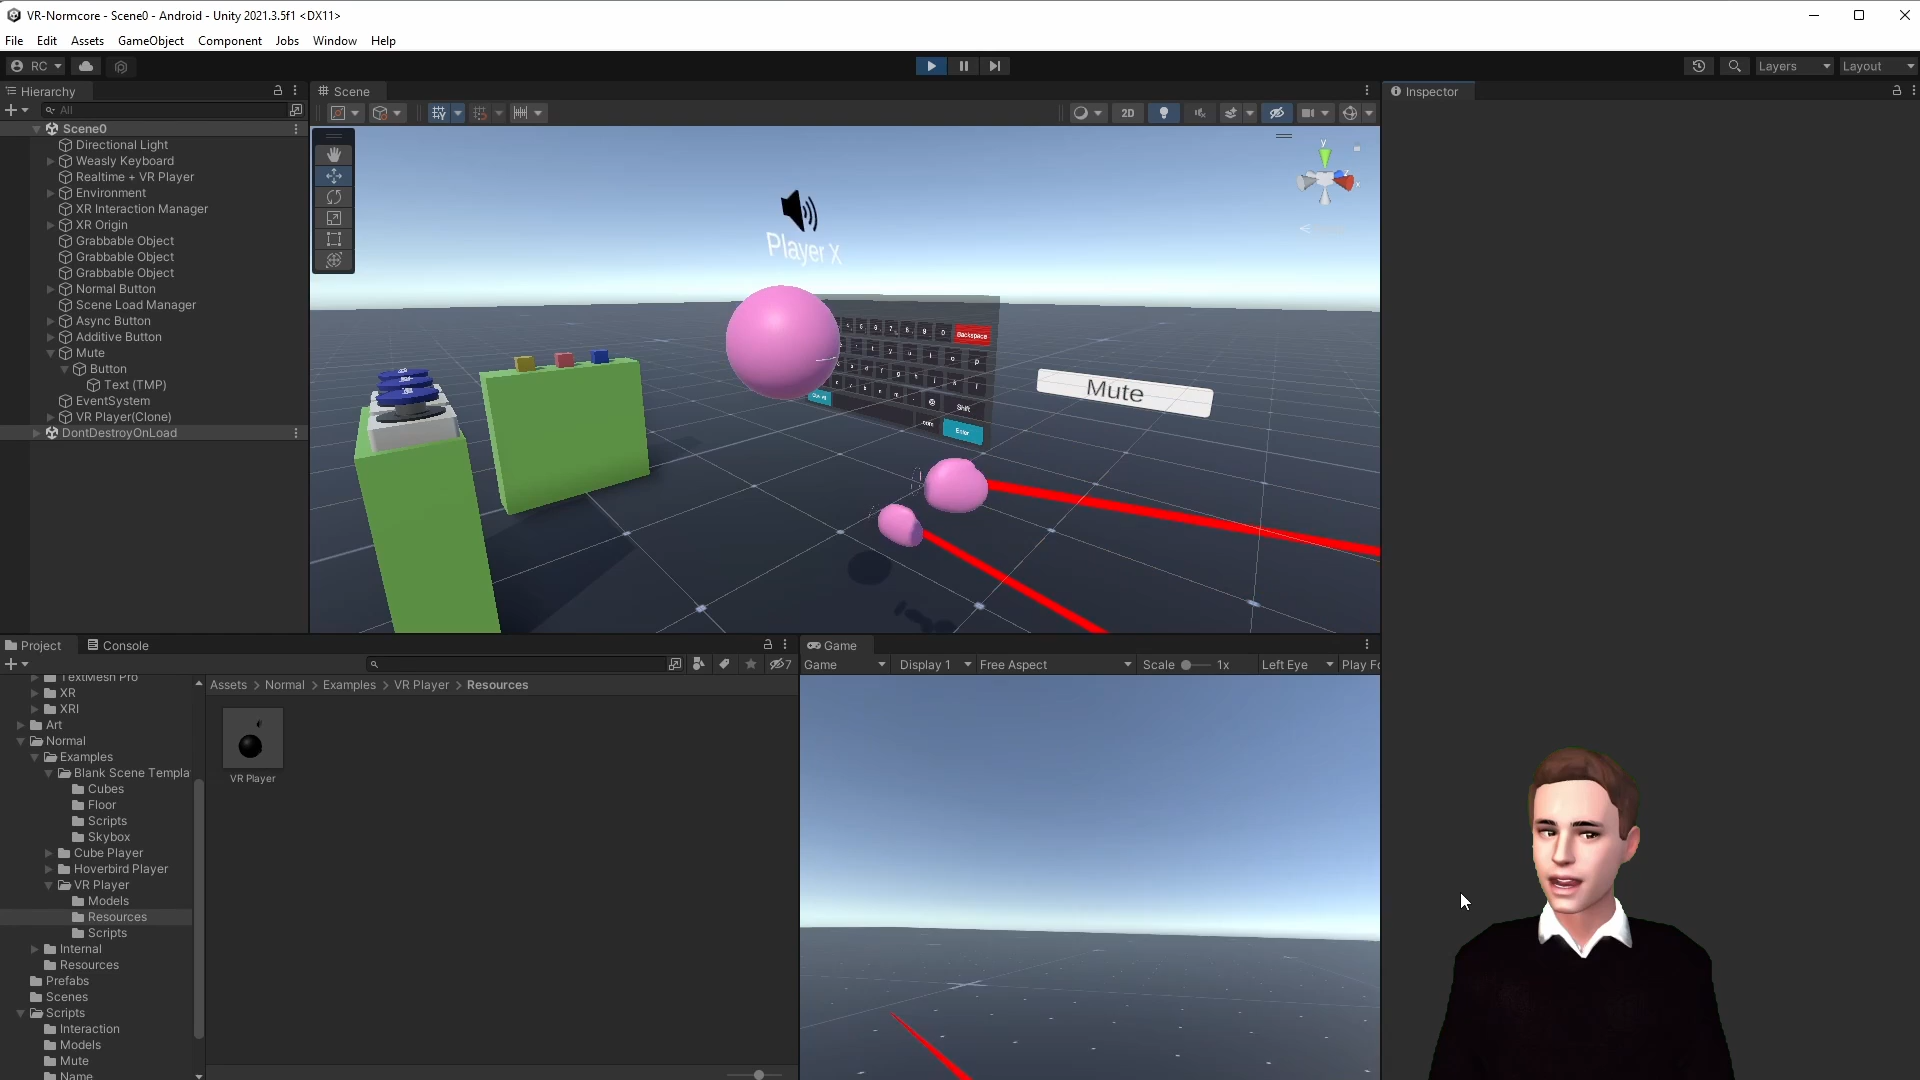 VR-Normcore - Scene0 - Android - Unity 2021.3.5f1 <DX11>
File Edit Assets GameObject Component Jobs Window Help
RC Layers Layout
Hierarchy
All
Scene0
Directional Light
Weasly Keyboard
Realtime + VR Player
Environment
XR Interaction Manager
XR Origin
Grabbable Object
Grabbable Object
Grabbable Object
Normal Button
Scene Load Manager
Async Button
Additive Button
Mute
Button
Text (TMP)
EventSystem
VR Player(Clone)
DontDestroyOnLoad
Scene
2D
y
Player X
Backspace
Shift
.com
Enter
Mute
Inspector
Project Console
7
TextMesh Pro
XR
XRI
Art
Normal
Examples
Blank Scene Templa
Cubes
Floor
Scripts
Skybox
Cube Player
Hoverbird Player
VR Player
Models
Resources
Scripts
Internal
Resources
Prefabs
Scenes
Scripts
Interaction
Models
Mute
Name
Assets > Normal > Examples > VR Player > Resources
VR Player
Game
Game Display 1 Free Aspect Scale 1x Left Eye Play Fo